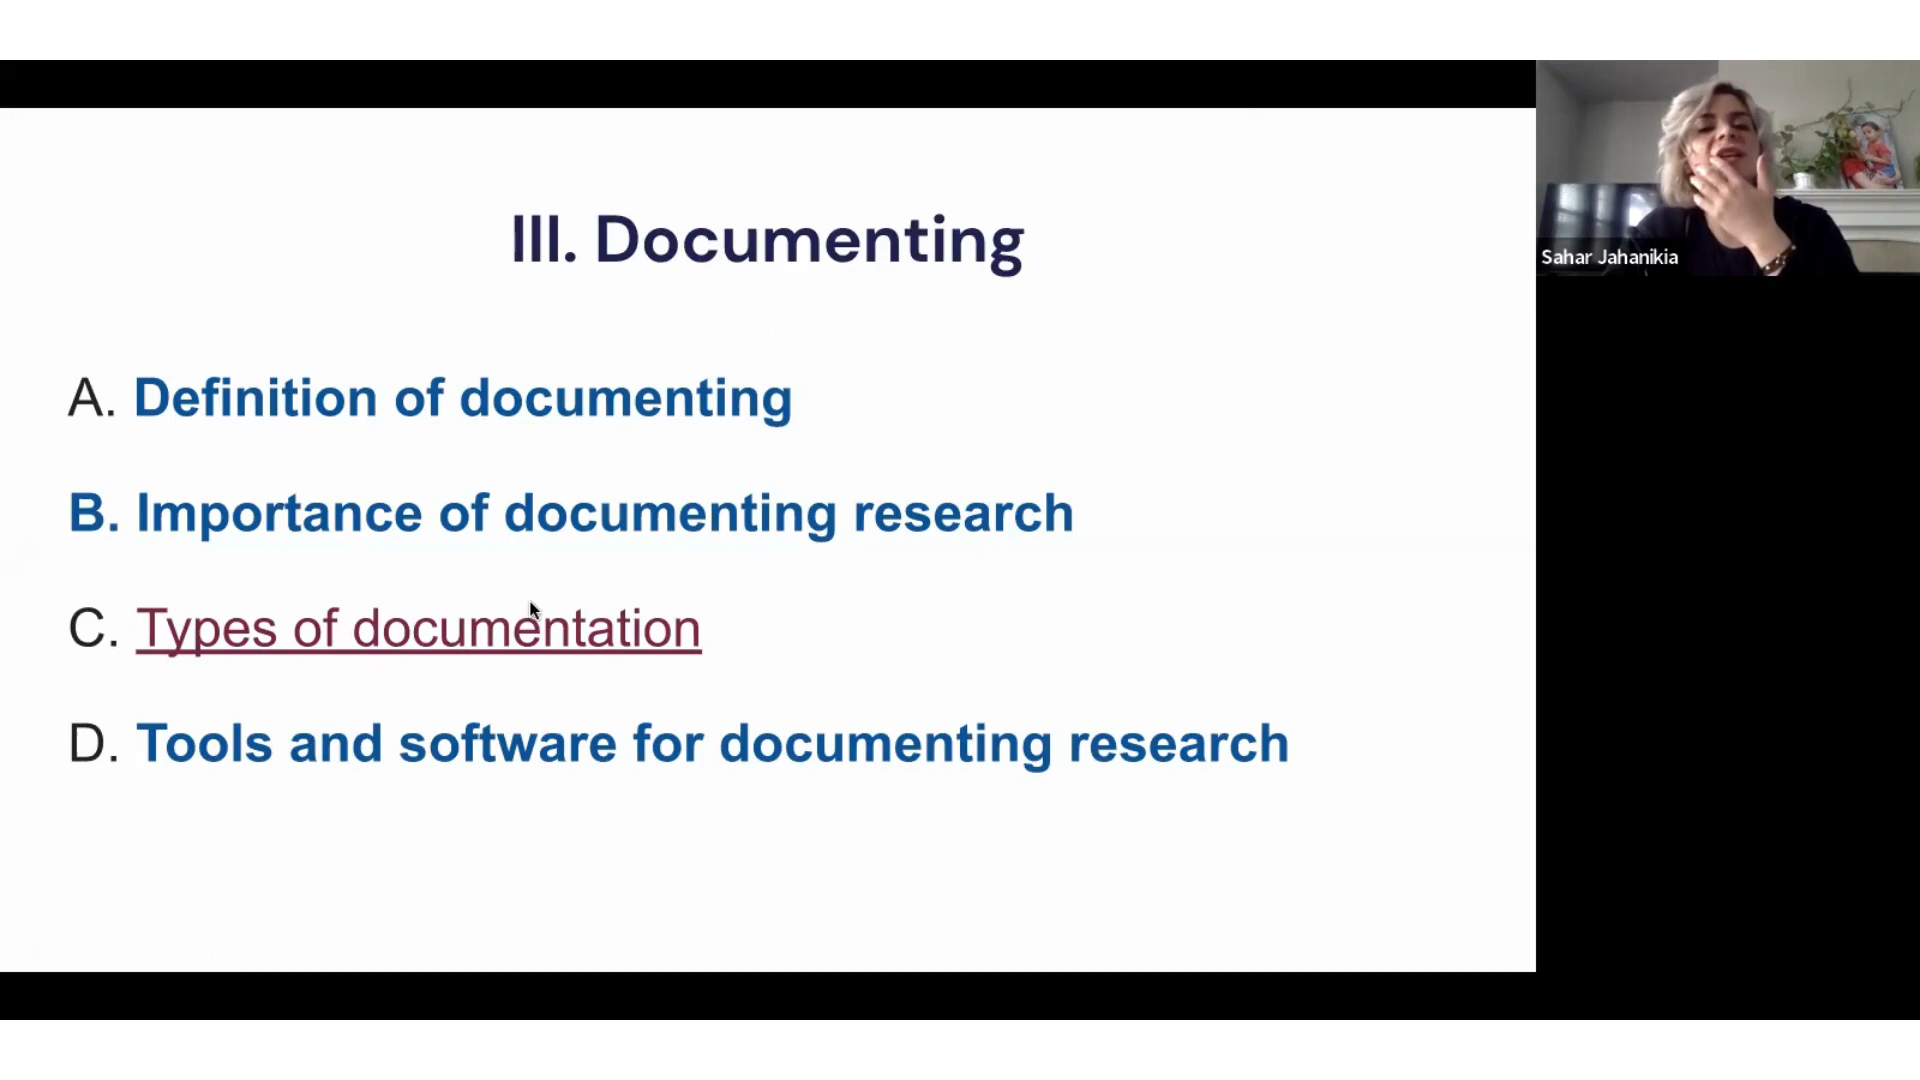 III. Documenting
A. Definition of documenting
B. Importance of documenting research
C. Types of documentation
D. Tools and software for documenting research
Sahar Jahanikia